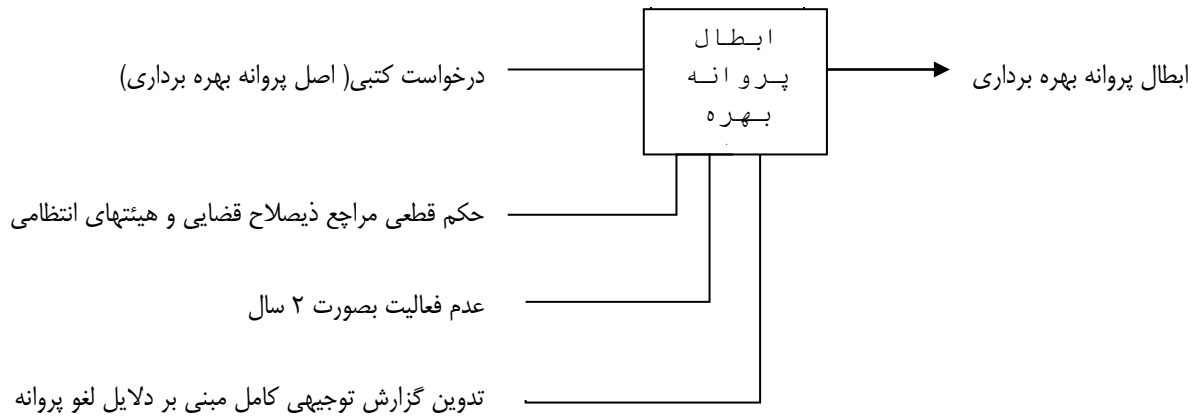 ابطال
پروانه
بهره
درخواست کتبی( اصل پروانه بهره برداری)
ابطال پروانه بهره برداری
حکم قطعی مراجع ذیصلاح قضایی و هیئتهای انتظامی
عدم فعالیت بصورت ۲ سال
تدوین گزارش توجیهی کامل مبنی بر دلایل لغو پروانه